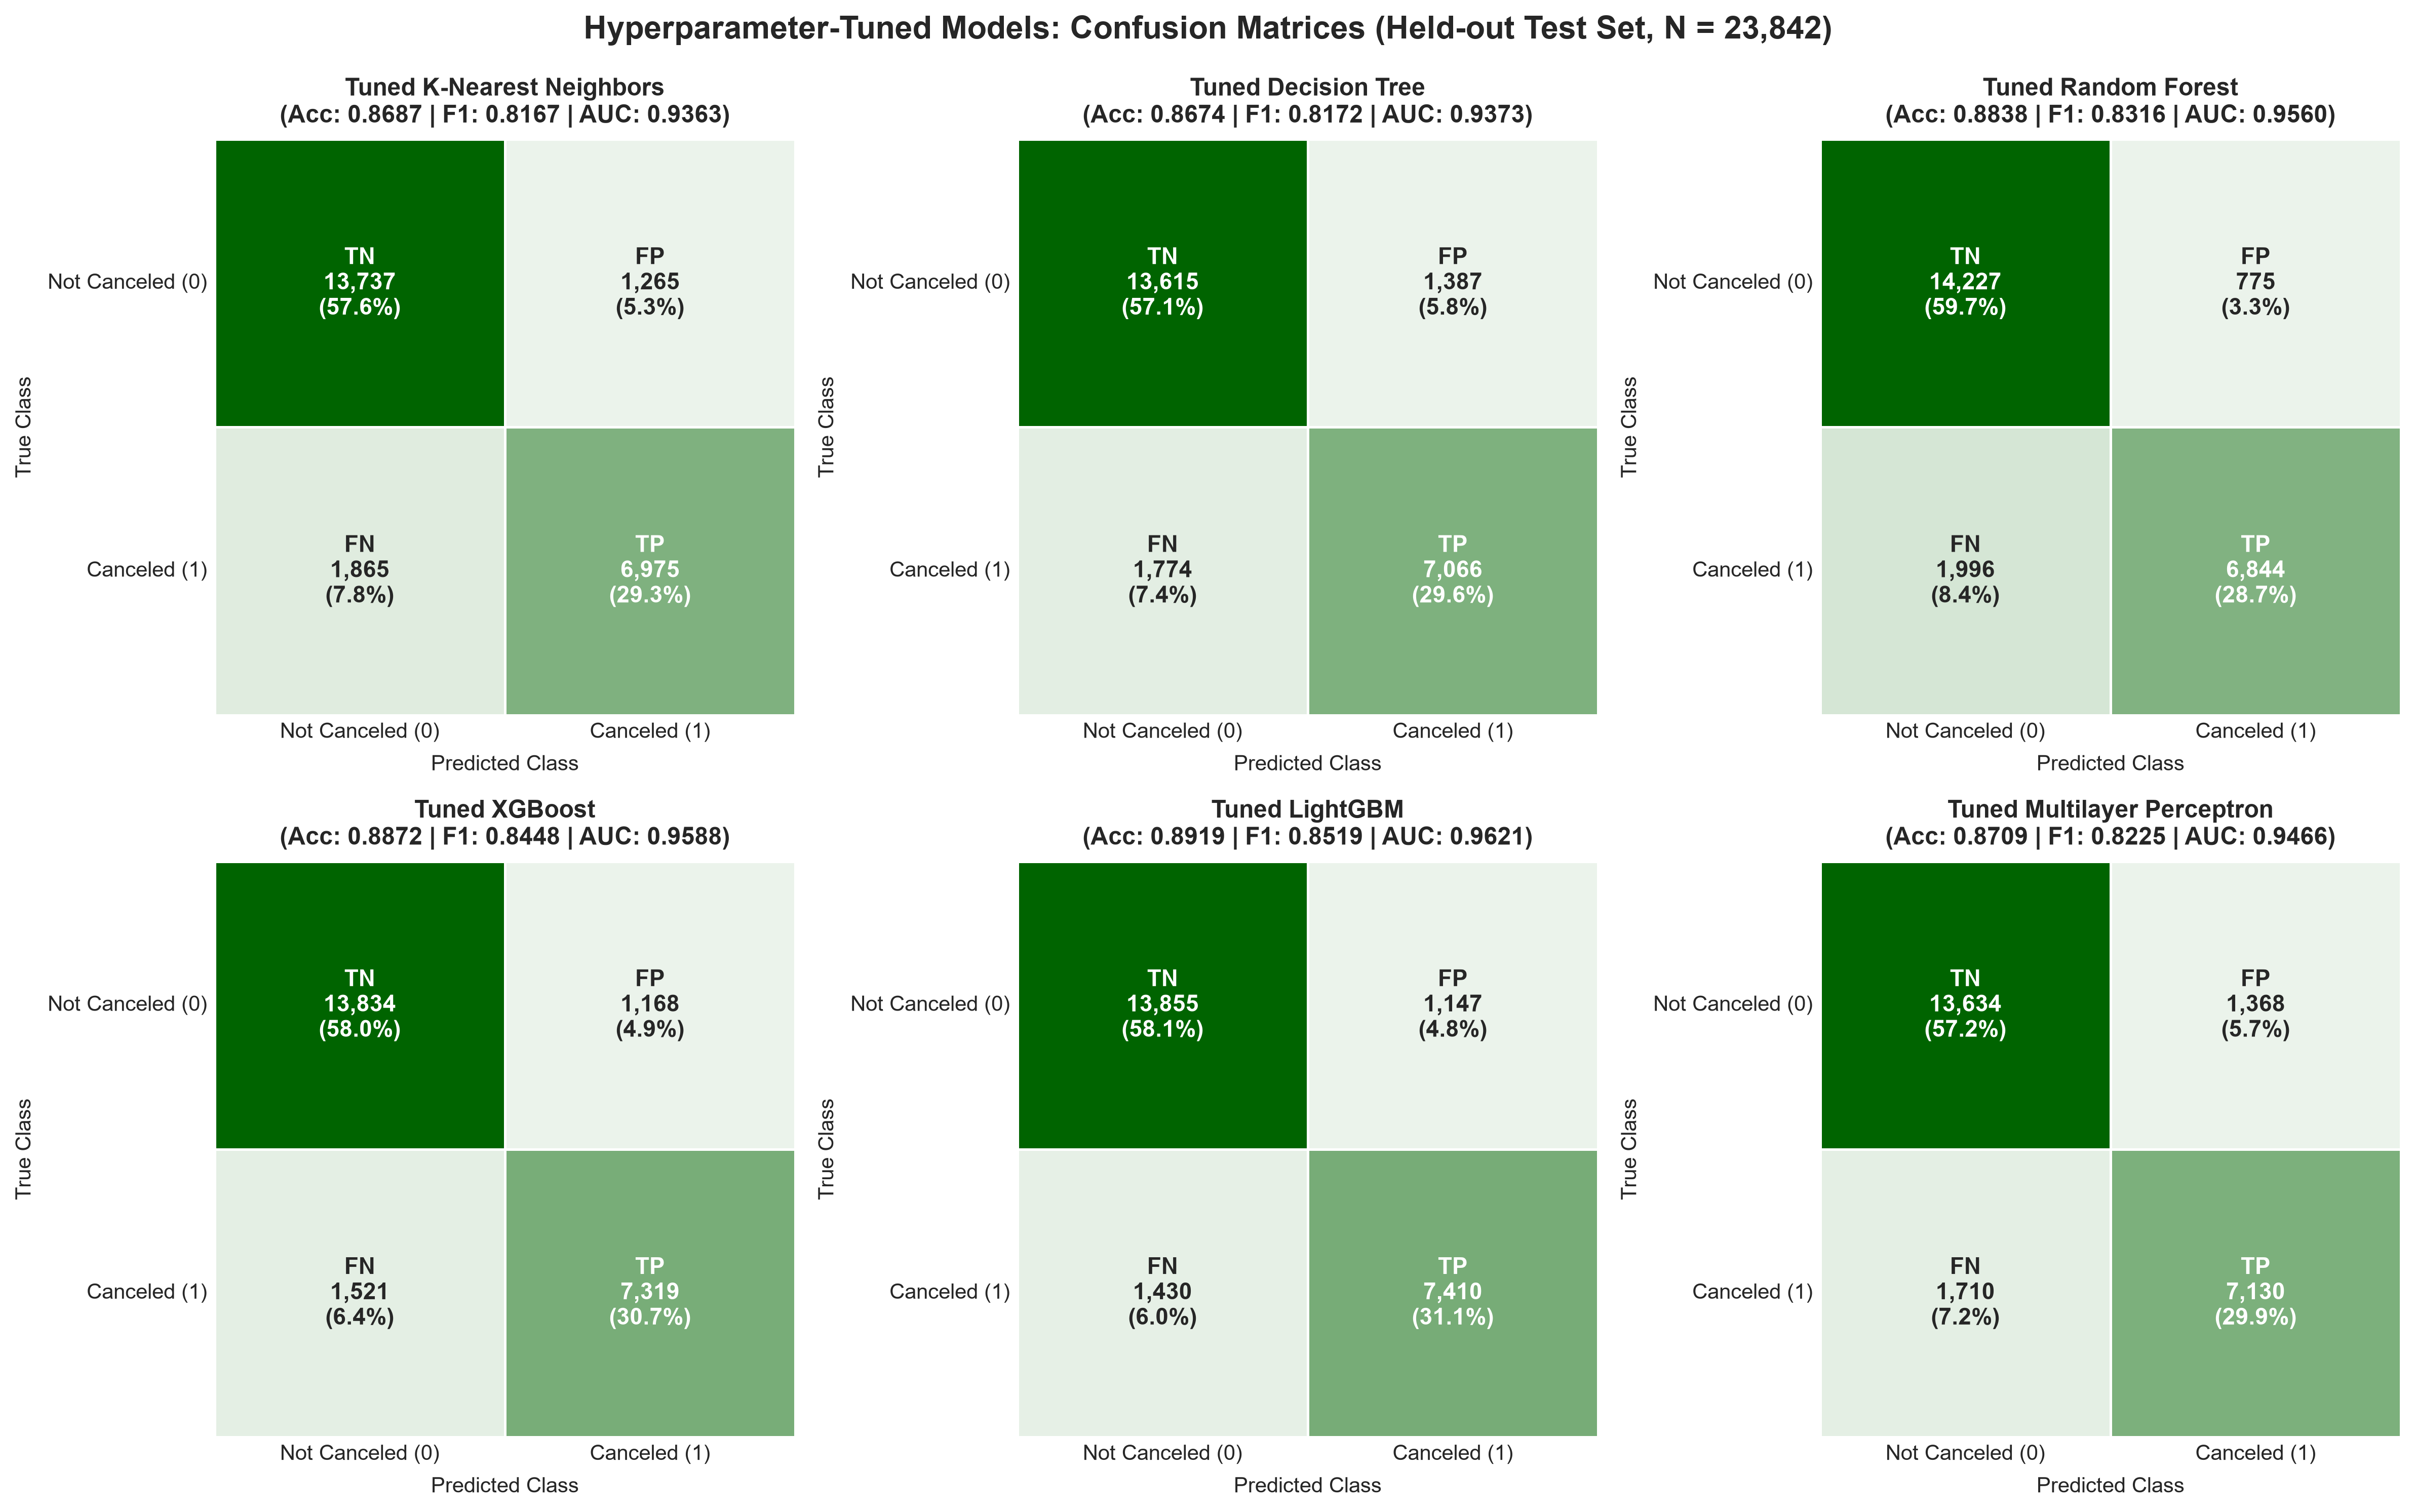 Hyperparameter-Tuned Models: Confusion Matrices (Held-out Test Set, N = 23,842)
Tuned K-Nearest Neighbors
(Acc: 0.8687 | F1: 0.8167 | AUC: 0.9363)
True Class
Not Canceled (0)
TN
13,737
(57.6%)
FP
1,265
(5.3%)
Canceled (1)
FN
1,865
(7.8%)
TP
6,975
(29.3%)
Not Canceled (0)
Canceled (1)
Predicted Class
Tuned Decision Tree
(Acc: 0.8674 | F1: 0.8172 | AUC: 0.9373)
True Class
Not Canceled (0)
TN
13,615
(57.1%)
FP
1,387
(5.8%)
Canceled (1)
FN
1,774
(7.4%)
TP
7,066
(29.6%)
Not Canceled (0)
Canceled (1)
Predicted Class
Tuned Random Forest
(Acc: 0.8838 | F1: 0.8316 | AUC: 0.9560)
True Class
Not Canceled (0)
TN
14,227
(59.7%)
FP
775
(3.3%)
Canceled (1)
FN
1,996
(8.4%)
TP
6,844
(28.7%)
Not Canceled (0)
Canceled (1)
Predicted Class
Tuned XGBoost
(Acc: 0.8872 | F1: 0.8448 | AUC: 0.9588)
True Class
Not Canceled (0)
TN
13,834
(58.0%)
FP
1,168
(4.9%)
Canceled (1)
FN
1,521
(6.4%)
TP
7,319
(30.7%)
Not Canceled (0)
Canceled (1)
Predicted Class
Tuned LightGBM
(Acc: 0.8919 | F1: 0.8519 | AUC: 0.9621)
True Class
Not Canceled (0)
TN
13,855
(58.1%)
FP
1,147
(4.8%)
Canceled (1)
FN
1,430
(6.0%)
TP
7,410
(31.1%)
Not Canceled (0)
Canceled (1)
Predicted Class
Tuned Multilayer Perceptron
(Acc: 0.8709 | F1: 0.8225 | AUC: 0.9466)
True Class
Not Canceled (0)
TN
13,634
(57.2%)
FP
1,368
(5.7%)
Canceled (1)
FN
1,710
(7.2%)
TP
7,130
(29.9%)
Not Canceled (0)
Canceled (1)
Predicted Class